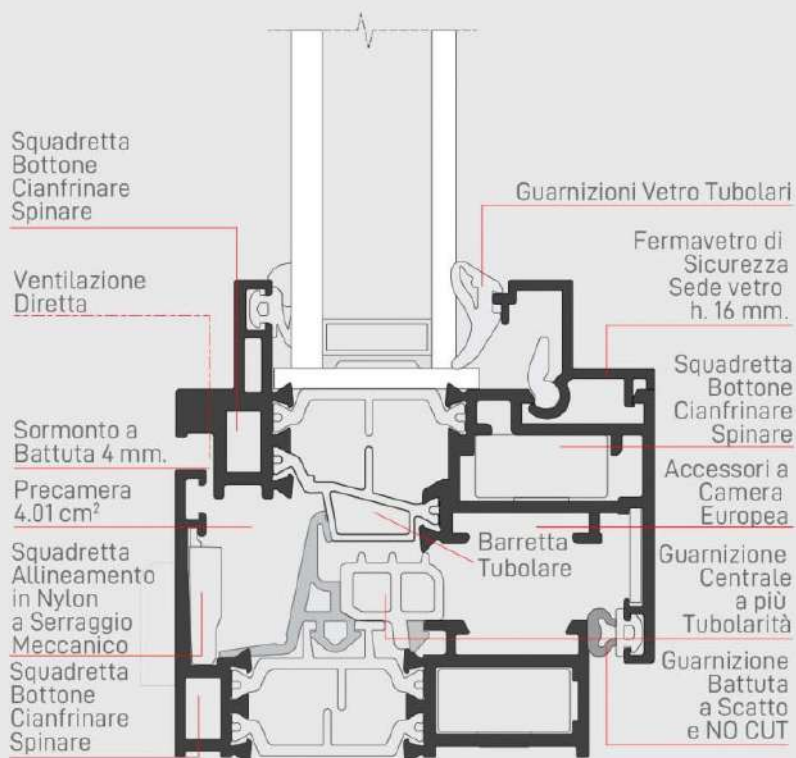 Squadretta
Bottone
Cianfrinare
Spinare
Ventilazione
Diretta
Sormonto a
Battuta 4 mm.
Precamera
4.01 cm²
Squadretta
Allineamento
in Nylon
a Serraggio
Meccanico
Squadretta
Bottone
Cianfrinare
Spinare
Barretta
Tubolare
Guarnizioni Vetro Tubolari
Fermavetro di
Sicurezza
Sede vetro
h. 16 mm.
Squadretta
Bottone
Cianfrinare
Spinare
Accessori a
Camera
Europea
Guarnizione
Centrale
a più
Tubolarità
Guarnizione
Battuta
a Scatto
e NO CUT